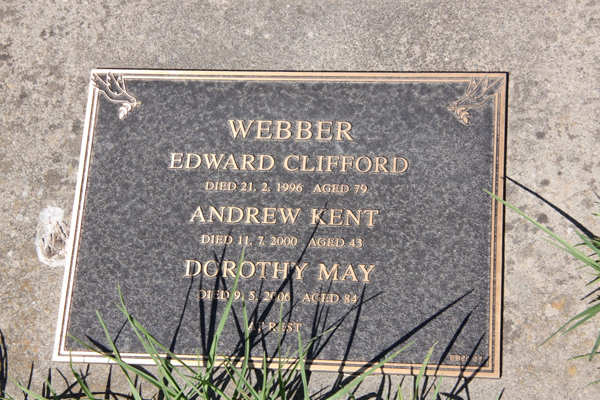 WEBBER
EDWARD CLIFFORD
DIED 21. 2. 1996 AGED 79
ANDREW KENT
DIED 11. 7. 2000 AGED 43
DOROTHY MAY
DIED 9. 5. 2006 AGED 84
AT REST